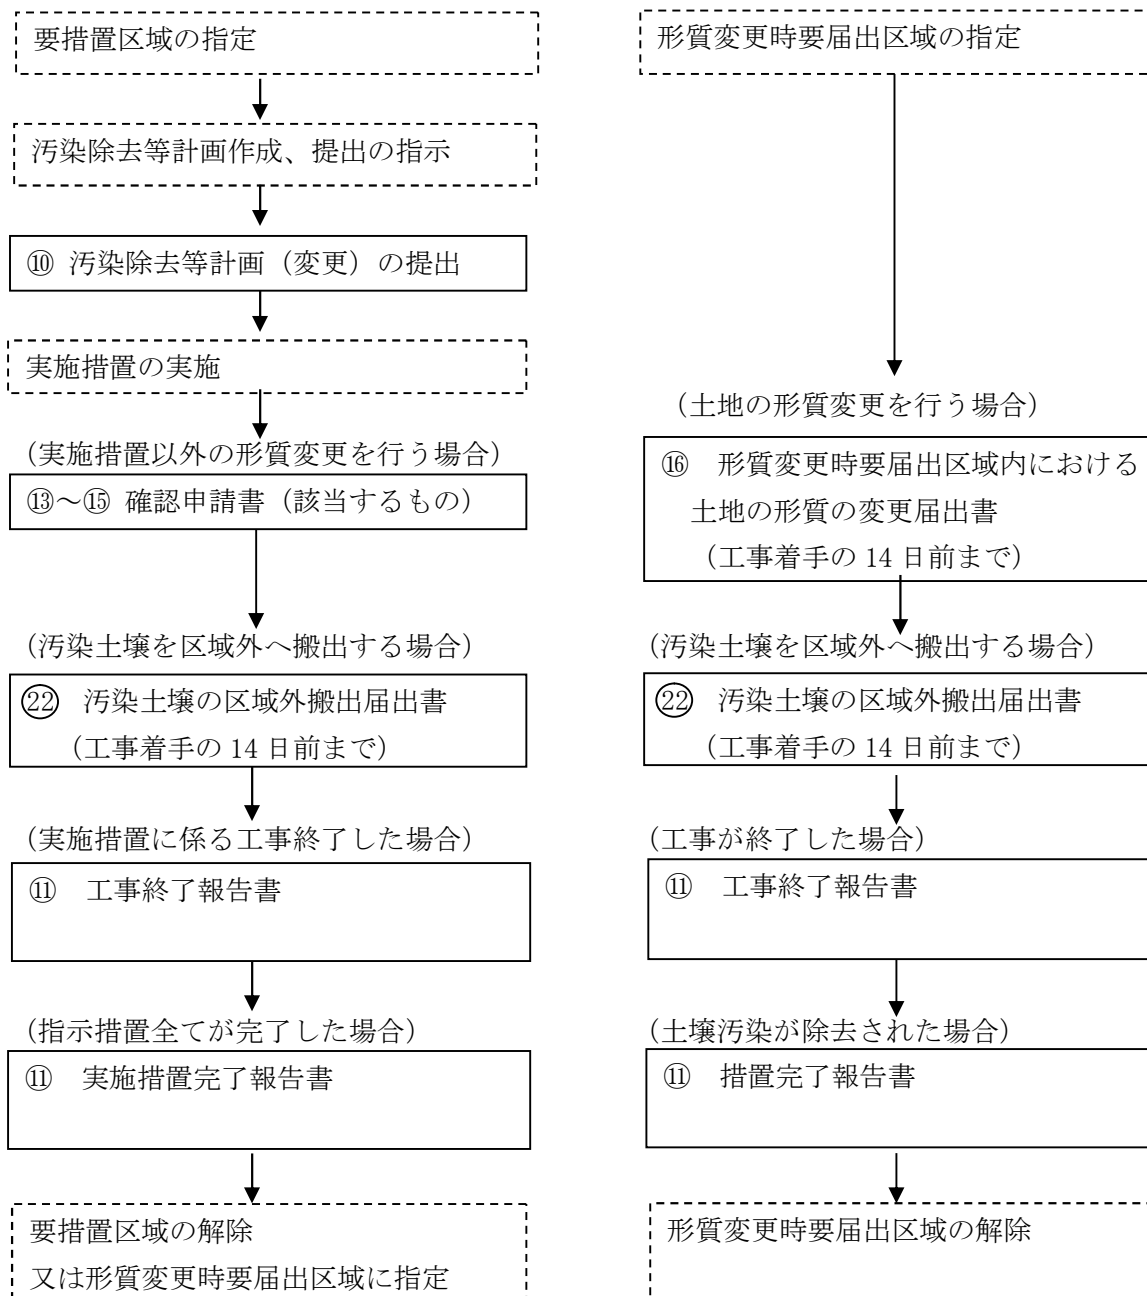 要措置区域の指定
汚染除去等計画作成、提出の指示
⑩ 汚染除去等計画（変更）の提出
実施措置の実施
（実施措置以外の形質変更を行う場合）
⑬～⑮ 確認申請書（該当するもの）
（汚染土壌を区域外へ搬出する場合）
㉒ 汚染土壌の区域外搬出届出書
（工事着手の 14 日前まで）
（実施措置に係る工事終了した場合）
⑪ 工事終了報告書
（指示措置全てが完了した場合）
⑪ 実施措置完了報告書
要措置区域の解除
又は形質変更時要届出区域に指定
形質変更時要届出区域の指定
（土地の形質変更を行う場合）
⑯ 形質変更時要届出区域内における
土地の形質の変更届出書
（工事着手の 14 日前まで）
（汚染土壌を区域外へ搬出する場合）
㉒ 汚染土壌の区域外搬出届出書
（工事着手の 14 日前まで）
（工事が終了した場合）
⑪ 工事終了報告書
（土壌汚染が除去された場合）
⑪ 措置完了報告書
形質変更時要届出区域の解除